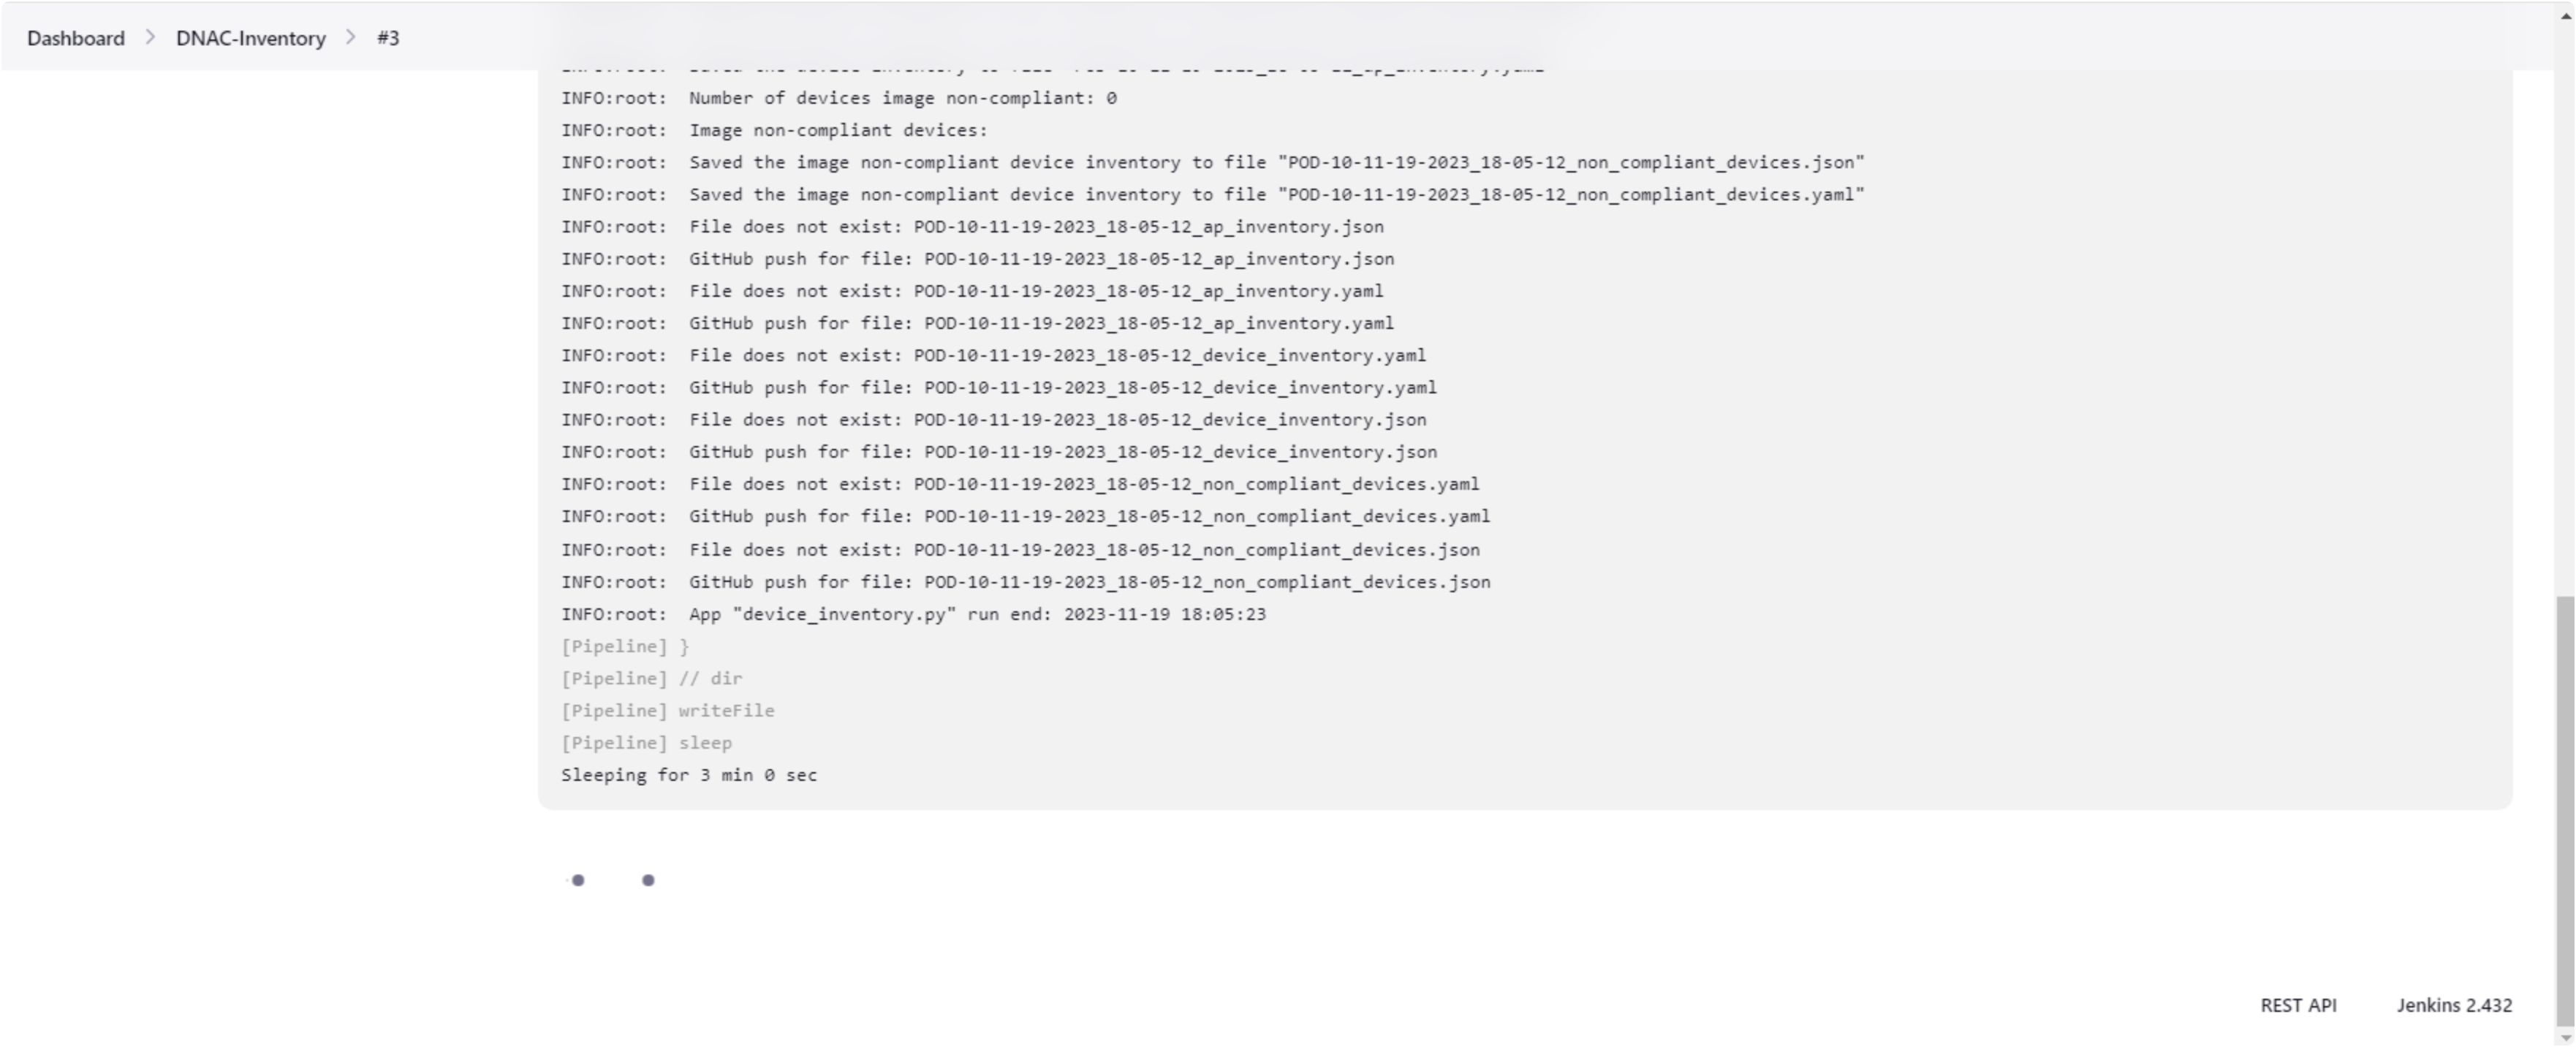 Dashboard > DNAC-Inventory > #3
INFO:root: Number of devices image non-compliant: 0
INFO:root: Image non-compliant devices:
INFO:root: Saved the image non-compliant device inventory to file "POD-10-11-19-2023_18-05-12_non_compliant_devices.json"
INFO:root: Saved the image non-compliant device inventory to file "POD-10-11-19-2023_18-05-12_non_compliant_devices.yaml"
INFO:root: File does not exist: POD-10-11-19-2023_18-05-12_ap_inventory.json
INFO:root: GitHub push for file: POD-10-11-19-2023_18-05-12_ap_inventory.json
INFO:root: File does not exist: POD-10-11-19-2023_18-05-12_ap_inventory.yaml
INFO:root: GitHub push for file: POD-10-11-19-2023_18-05-12_ap_inventory.yaml
INFO:root: File does not exist: POD-10-11-19-2023_18-05-12_device_inventory.yaml
INFO:root: GitHub push for file: POD-10-11-19-2023_18-05-12_device_inventory.yaml
INFO:root: File does not exist: POD-10-11-19-2023_18-05-12_device_inventory.json
INFO:root: GitHub push for file: POD-10-11-19-2023_18-05-12_device_inventory.json
INFO:root: File does not exist: POD-10-11-19-2023_18-05-12_non_compliant_devices.yaml
INFO:root: GitHub push for file: POD-10-11-19-2023_18-05-12_non_compliant_devices.yaml
INFO:root: File does not exist: POD-10-11-19-2023_18-05-12_non_compliant_devices.json
INFO:root: GitHub push for file: POD-10-11-19-2023_18-05-12_non_compliant_devices.json
INFO:root: App "device_inventory.py" run end: 2023-11-19 18:05:23
[Pipeline] }
[Pipeline] // dir
[Pipeline] writeFile
[Pipeline] sleep
Sleeping for 3 min 0 sec
REST API Jenkins 2.432